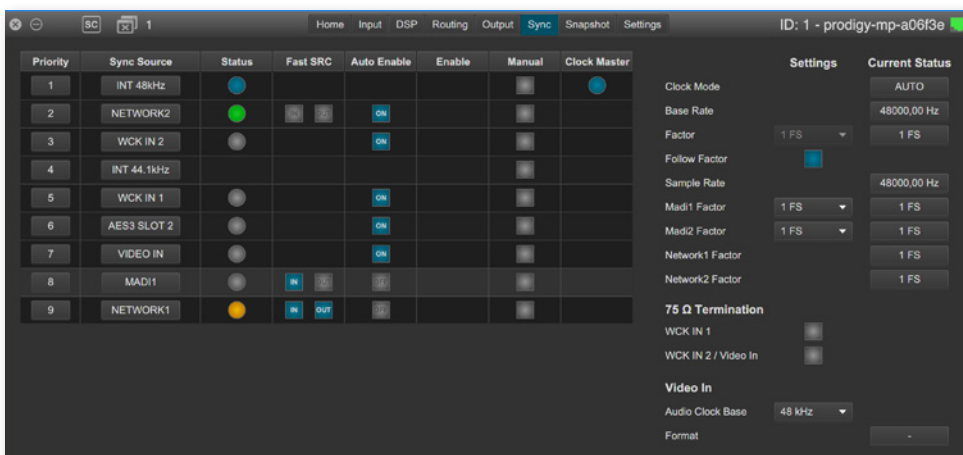 SC 1 Home Input DSP Routing Output Sync Snapshot Settings ID: 1 - prodigy-mp-a06f3e
Priority Sync Source Status Fast SRC Auto Enable Enable Manual Clock Master
1 INT 48kHz
2 NETWORK2 ON
3 WCK IN 2 ON
4 INT 44.1kHz
5 WCK IN 1 ON
6 AES3 SLOT 2 ON
7 VIDEO IN ON
8 MADI1 IN
9 NETWORK1 IN OUT
Settings Current Status
Clock Mode AUTO
Base Rate 48000,00 Hz
Factor 1 FS 1 FS
Follow Factor
Sample Rate 48000,00 Hz
Madi1 Factor 1 FS 1 FS
Madi2 Factor 1 FS 1 FS
Network1 Factor 1 FS
Network2 Factor 1 FS
75 Ω Termination
WCK IN 1
WCK IN 2 / Video In
Video In
Audio Clock Base 48 kHz
Format -